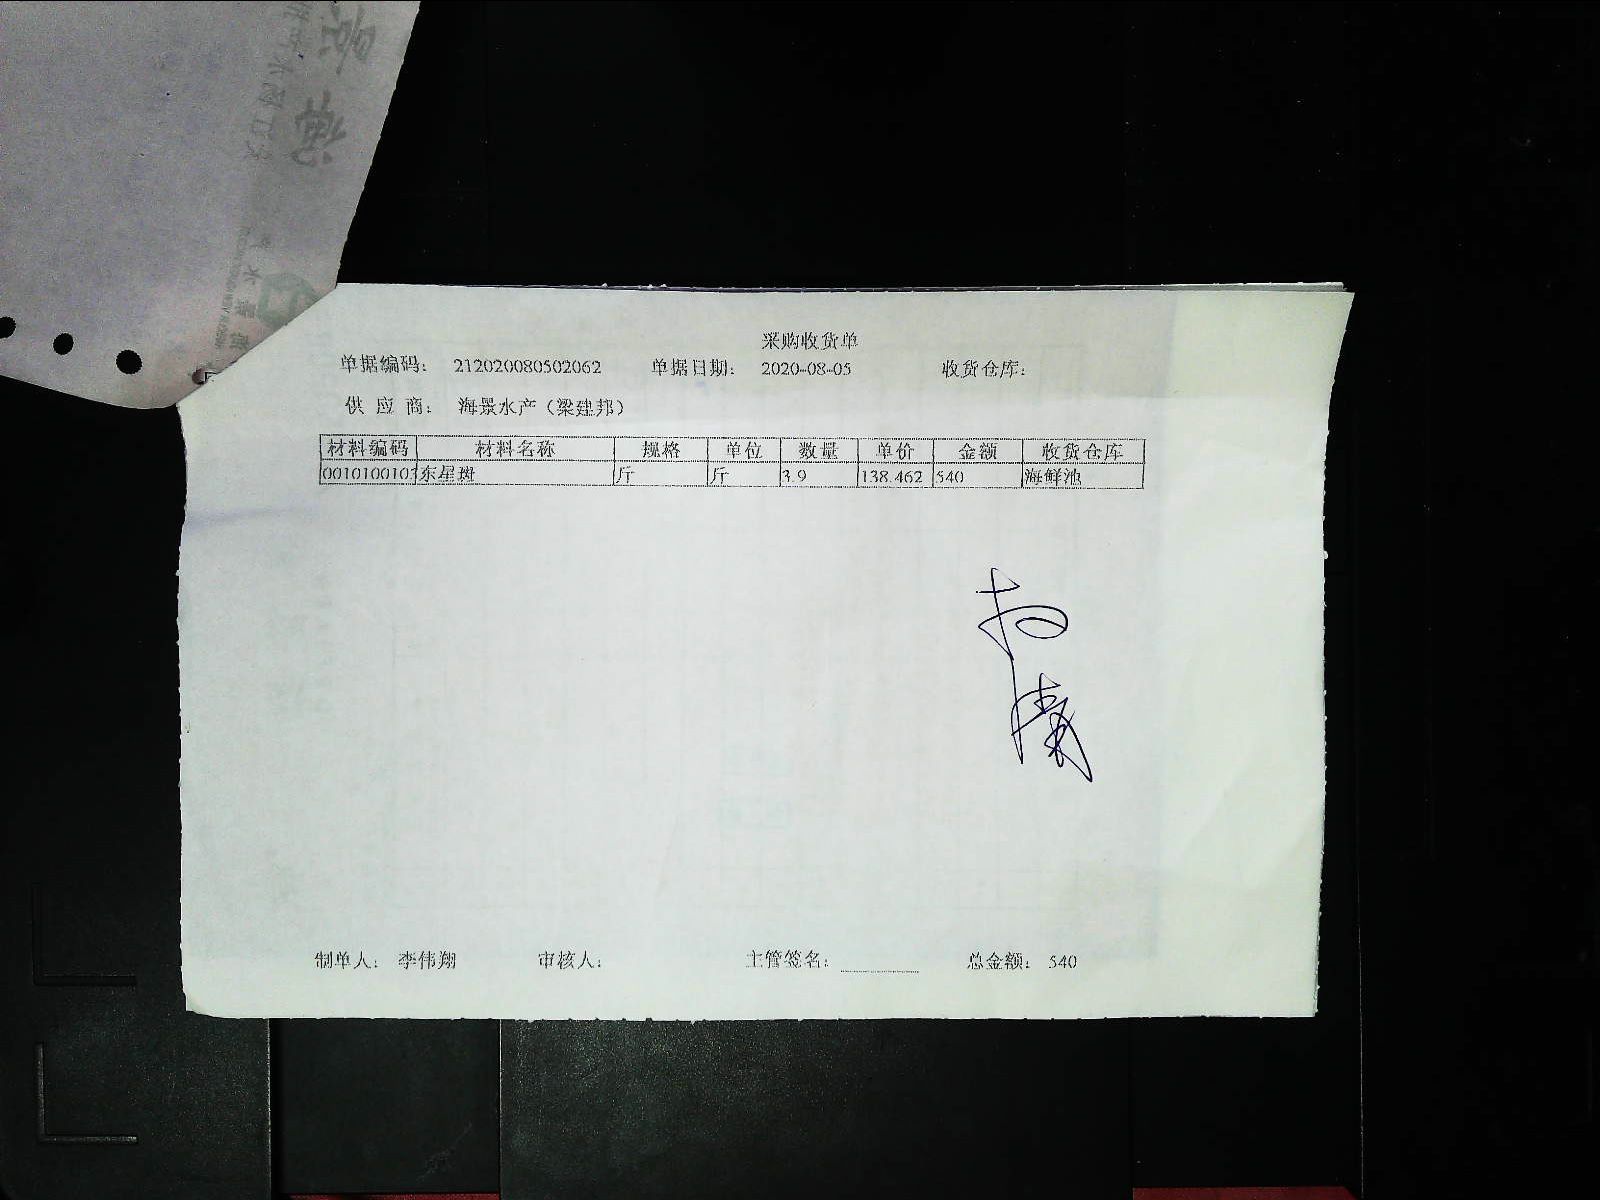 采购收货单
单据编码： 212020080502062 单据日期： 2020-08-05 收货仓库：
供 应 商： 海景水产（梁建邦）
材料编码 材料名称 规格 单位 数量 单价 金额 收货仓库
0010100103 东星斑 斤 斤 3.9 138.462 540 海鲜池
制单人： 李伟翔 审核人： 主管签名： 总金额： 540